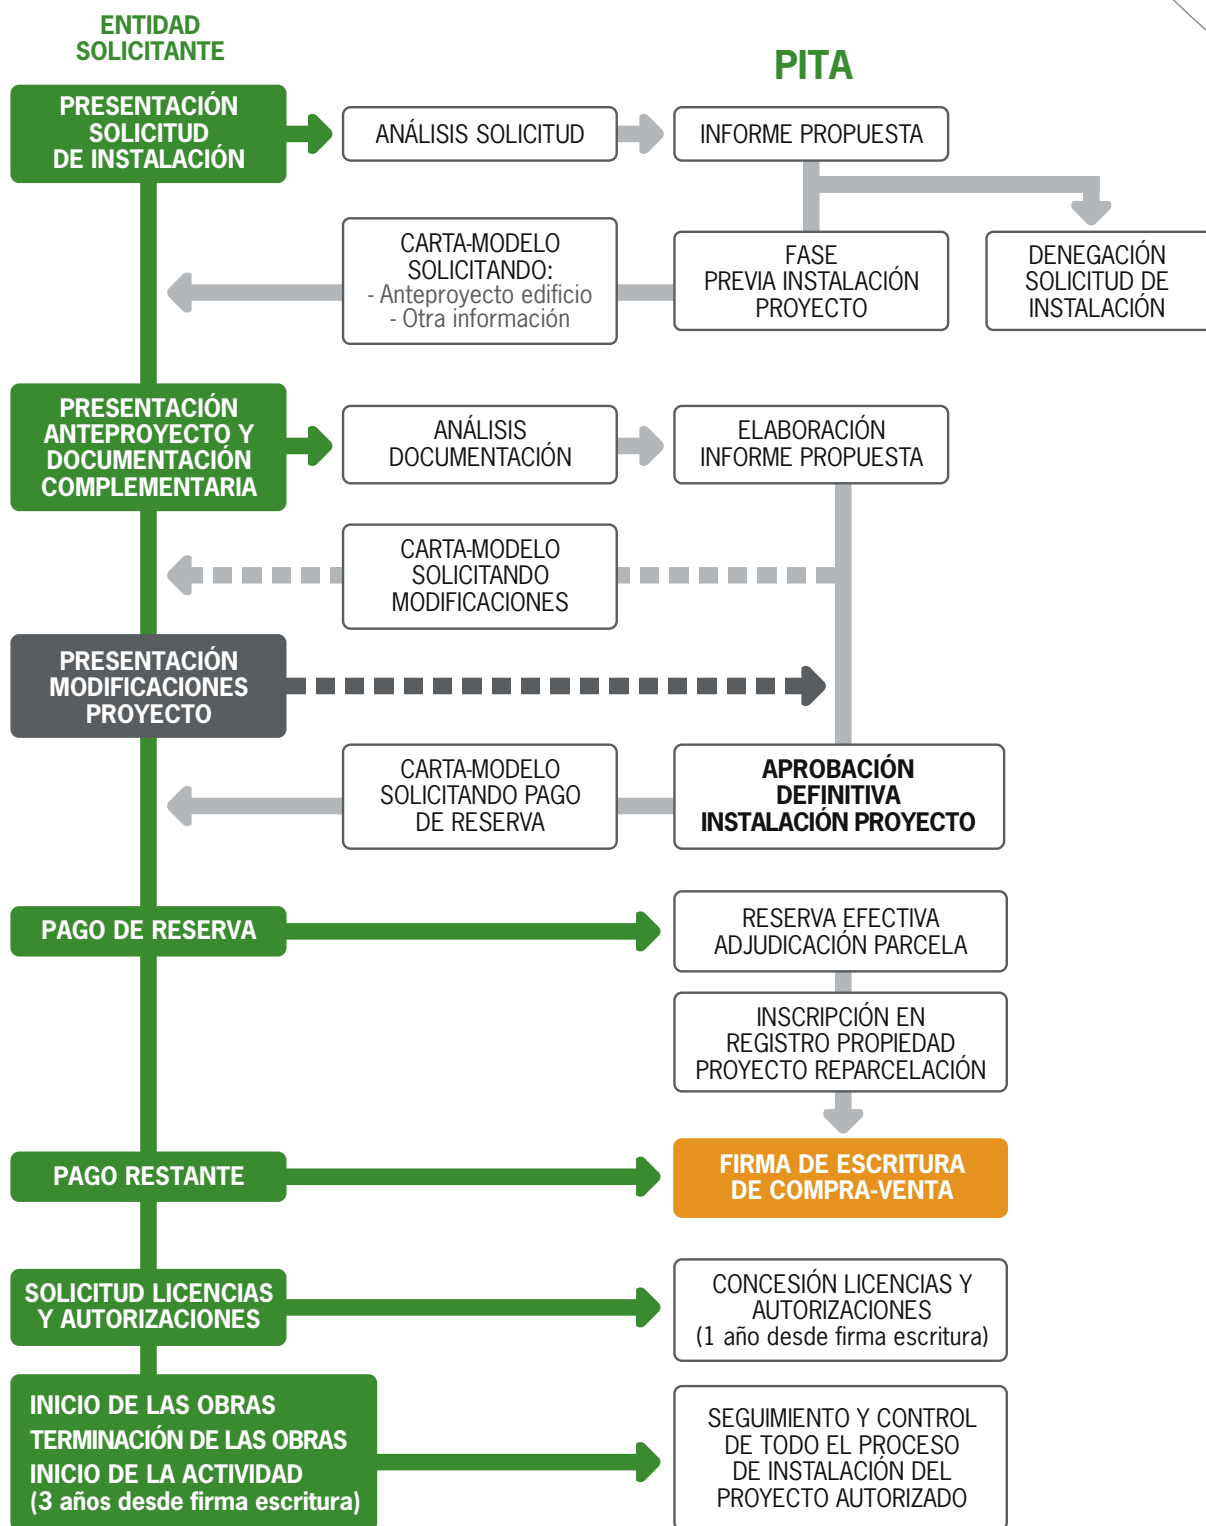 ENTIDAD
SOLICITANTE
PITA
PRESENTACIÓN
SOLICITUD
DE INSTALACIÓN
ANÁLISIS SOLICITUD
INFORME PROPUESTA
CARTA-MODELO
SOLICITANDO:
- Anteproyecto edificio
- Otra información
FASE
PREVIA INSTALACIÓN
PROYECTO
DENEGACIÓN
SOLICITUD DE
INSTALACIÓN
PRESENTACIÓN
ANTEPROYECTO Y
DOCUMENTACIÓN
COMPLEMENTARIA
ANÁLISIS
DOCUMENTACIÓN
ELABORACIÓN
INFORME PROPUESTA
CARTA-MODELO
SOLICITANDO
MODIFICACIONES
PRESENTACIÓN
MODIFICACIONES
PROYECTO
CARTA-MODELO
SOLICITANDO PAGO
DE RESERVA
APROBACIÓN
DEFINITIVA
INSTALACIÓN PROYECTO
PAGO DE RESERVA
RESERVA EFECTIVA
ADJUDICACIÓN PARCELA
INSCRIPCIÓN EN
REGISTRO PROPIEDAD
PROYECTO REPARCELACIÓN
PAGO RESTANTE
FIRMA DE ESCRITURA
DE COMPRA-VENTA
SOLICITUD LICENCIAS
Y AUTORIZACIONES
CONCESIÓN LICENCIAS Y
AUTORIZACIONES
(1 año desde firma escritura)
INICIO DE LAS OBRAS
TERMINACIÓN DE LAS OBRAS
INICIO DE LA ACTIVIDAD
(3 años desde firma escritura)
SEGUIMIENTO Y CONTROL
DE TODO EL PROCESO
DE INSTALACIÓN DEL
PROYECTO AUTORIZADO